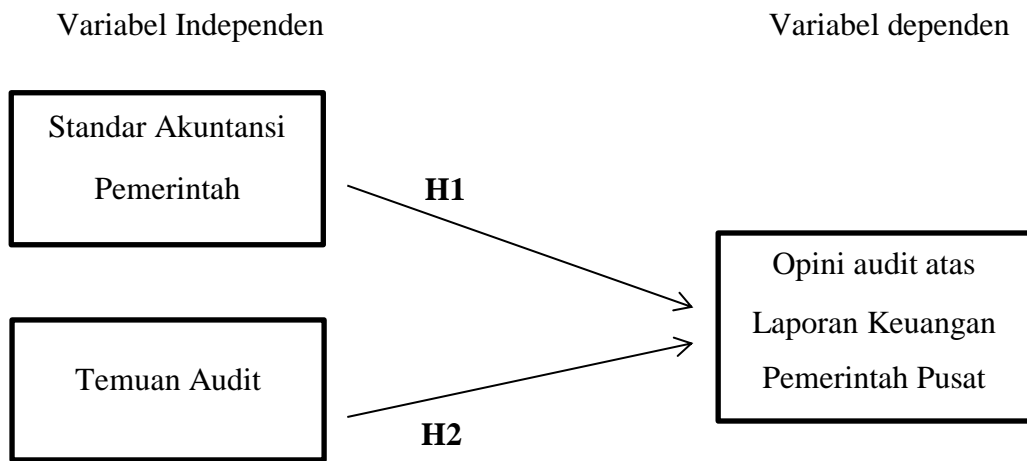 Variabel Independen
Variabel dependen
Standar Akuntansi
Pemerintah
H1
Opini audit atas
Laporan Keuangan
Pemerintah Pusat
Temuan Audit
H2